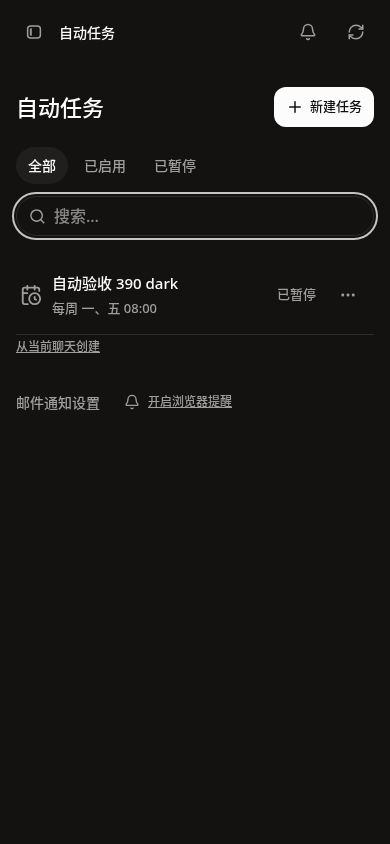 自动任务
自动任务
新建任务
全部 已启用 已暂停
搜索...
自动验收 390 dark
每周 一、五 08:00
已暂停
从当前聊天创建
邮件通知设置 开启浏览器提醒